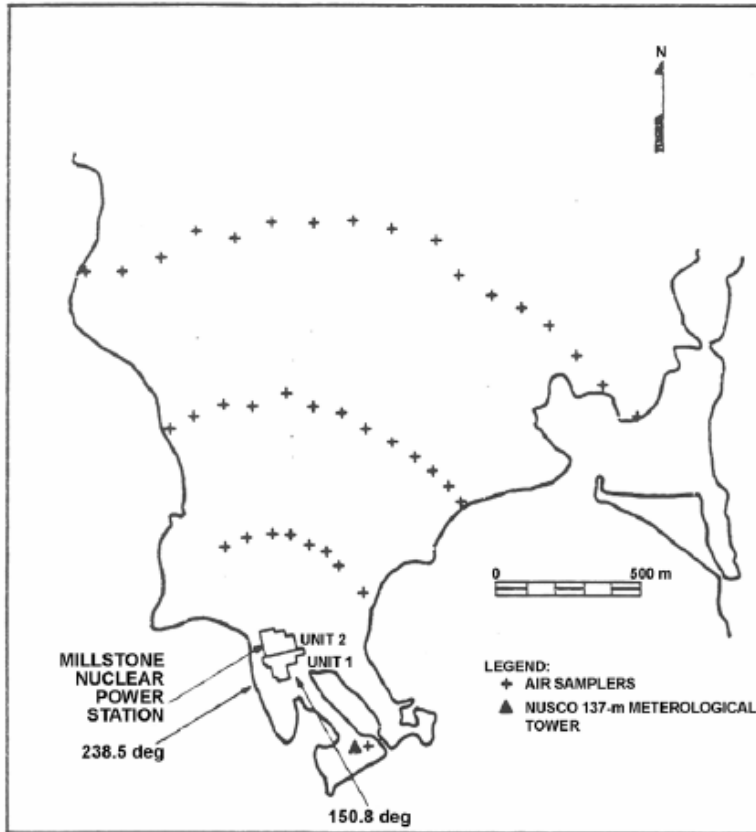 N
UNIT 2
UNIT 1
MILLSTONE
NUCLEAR
POWER
STATION
238.5 deg
150.8 deg
0 500 m
LEGEND:
+ AIR SAMPLERS
▲ NUSCO 137-m METEROLOGICAL
TOWER